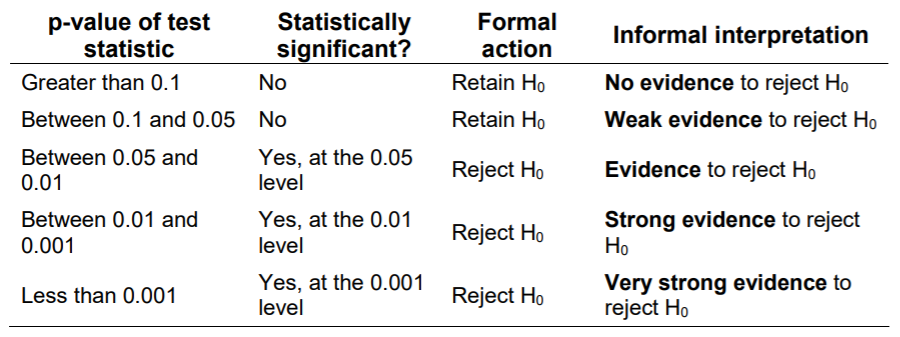 p-value of test statistic Statistically significant? Formal action Informal interpretation
Greater than 0.1 No Retain H₀ No evidence to reject H₀
Between 0.1 and 0.05 No Retain H₀ Weak evidence to reject H₀
Between 0.05 and 0.01 Yes, at the 0.05 level Reject H₀ Evidence to reject H₀
Between 0.01 and 0.001 Yes, at the 0.01 level Reject H₀ Strong evidence to reject H₀
Less than 0.001 Yes, at the 0.001 level Reject H₀ Very strong evidence to reject H₀